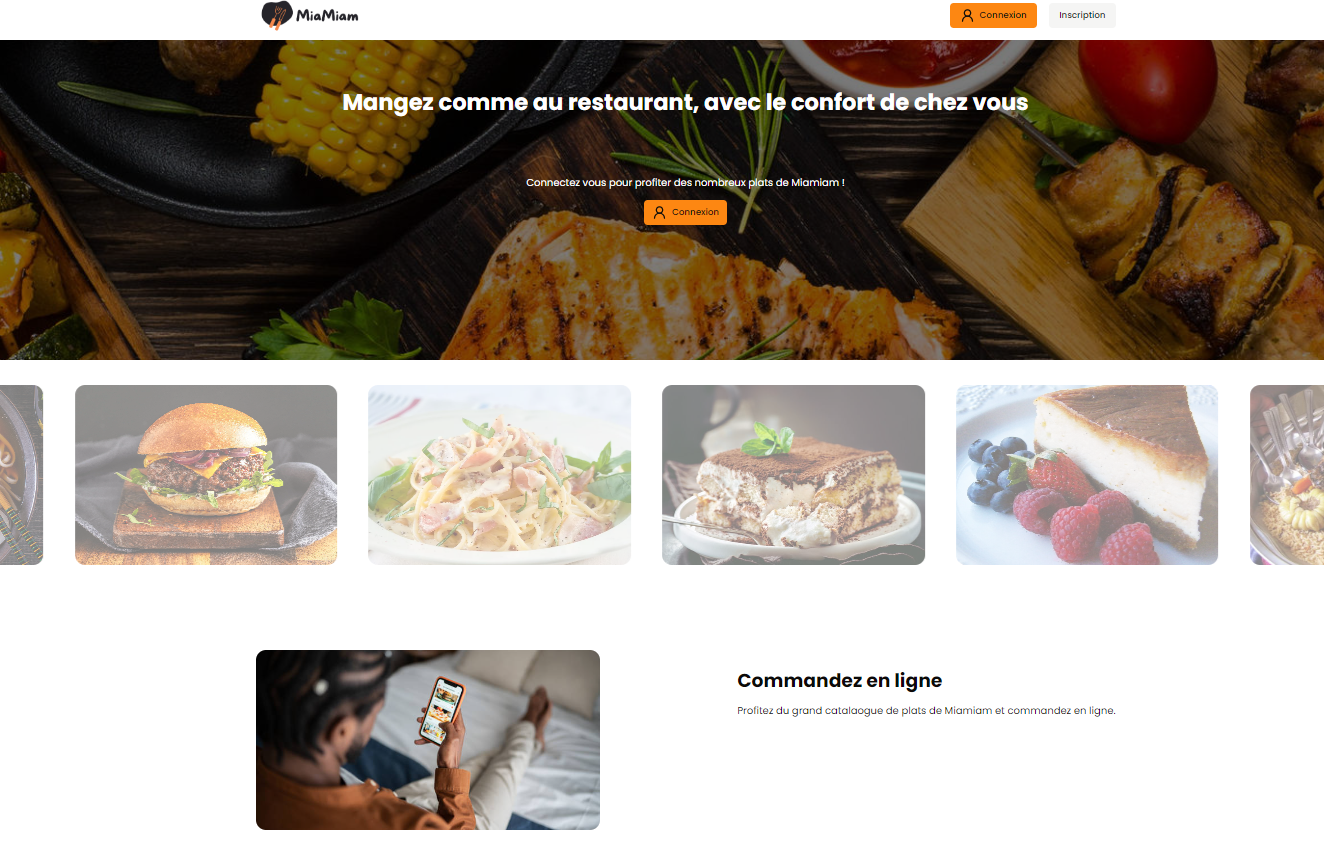 MiaMiam
Connexion
Inscription
Mangez comme au restaurant, avec le confort de chez vous
Connectez vous pour profiter des nombreux plats de Miamiam !
Connexion
Commandez en ligne
Profitez du grand catalaogue de plats de Miamiam et commandez en ligne.